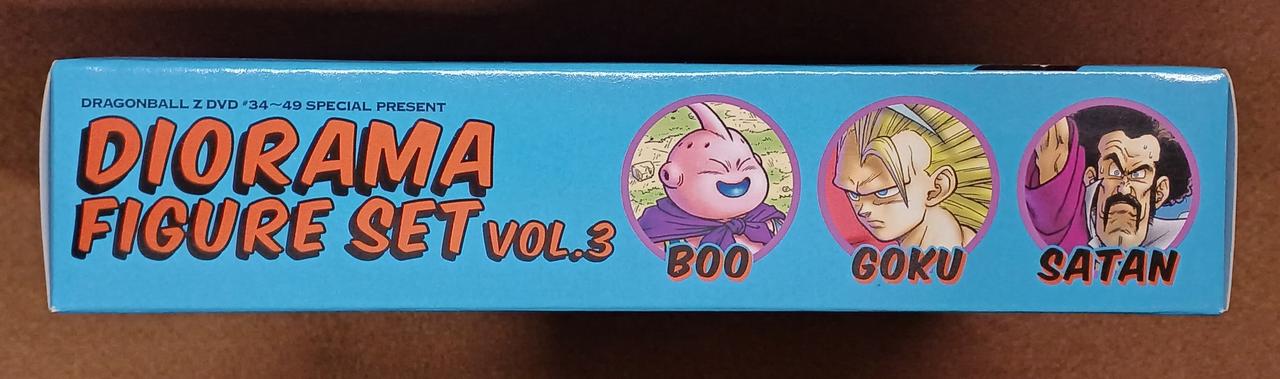 DRAGONBALL Z DVD #34~49 SPECIAL PRESENT
DIORAMA
FIGURE SET VOL.3
BOO
GOKU
SATAN